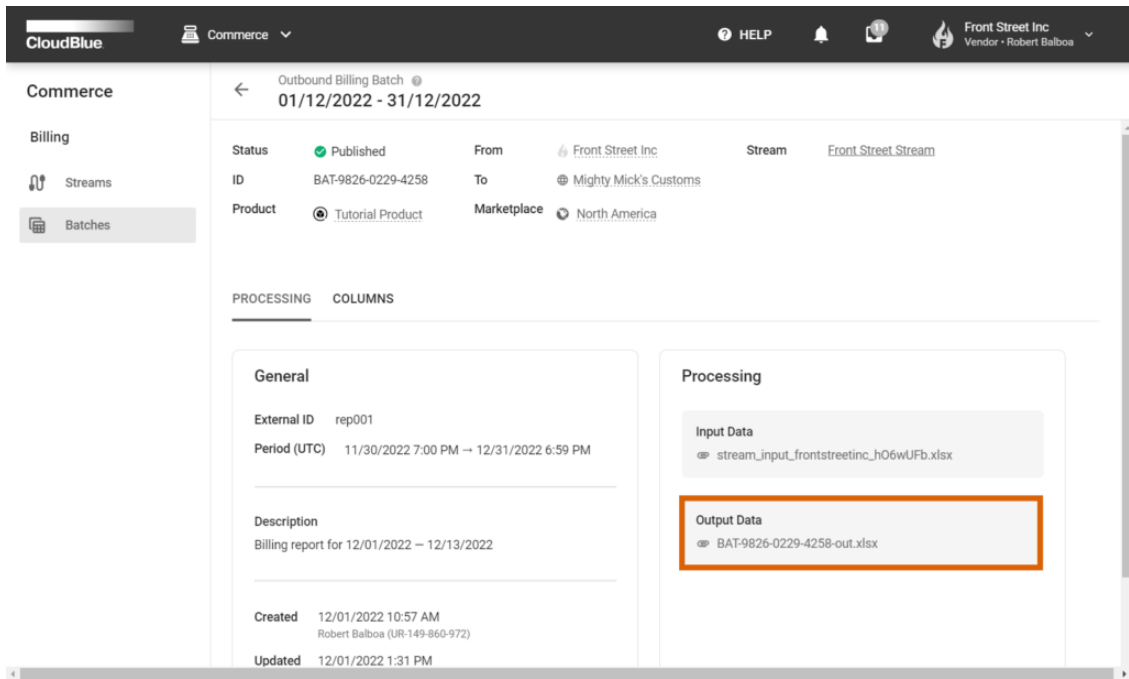 CloudBlue
Commerce
HELP
11
Front Street Inc
Vendor • Robert Balboa
Commerce
Billing
Streams
Batches
Outbound Billing Batch
01/12/2022 - 31/12/2022
Status Published From Front Street Inc Stream Front Street Stream
ID BAT-9826-0229-4258 To Mighty Mick's Customs
Product Tutorial Product Marketplace North America
PROCESSING COLUMNS
General
External ID rep001
Period (UTC) 11/30/2022 7:00 PM → 12/31/2022 6:59 PM
Description
Billing report for 12/01/2022 — 12/13/2022
Created 12/01/2022 10:57 AM
Robert Balboa (UR-149-860-972)
Updated 12/01/2022 1:31 PM
Processing
Input Data
stream_input_frontstreetinc_hO6wUFb.xlsx
Output Data
BAT-9826-0229-4258-out.xlsx